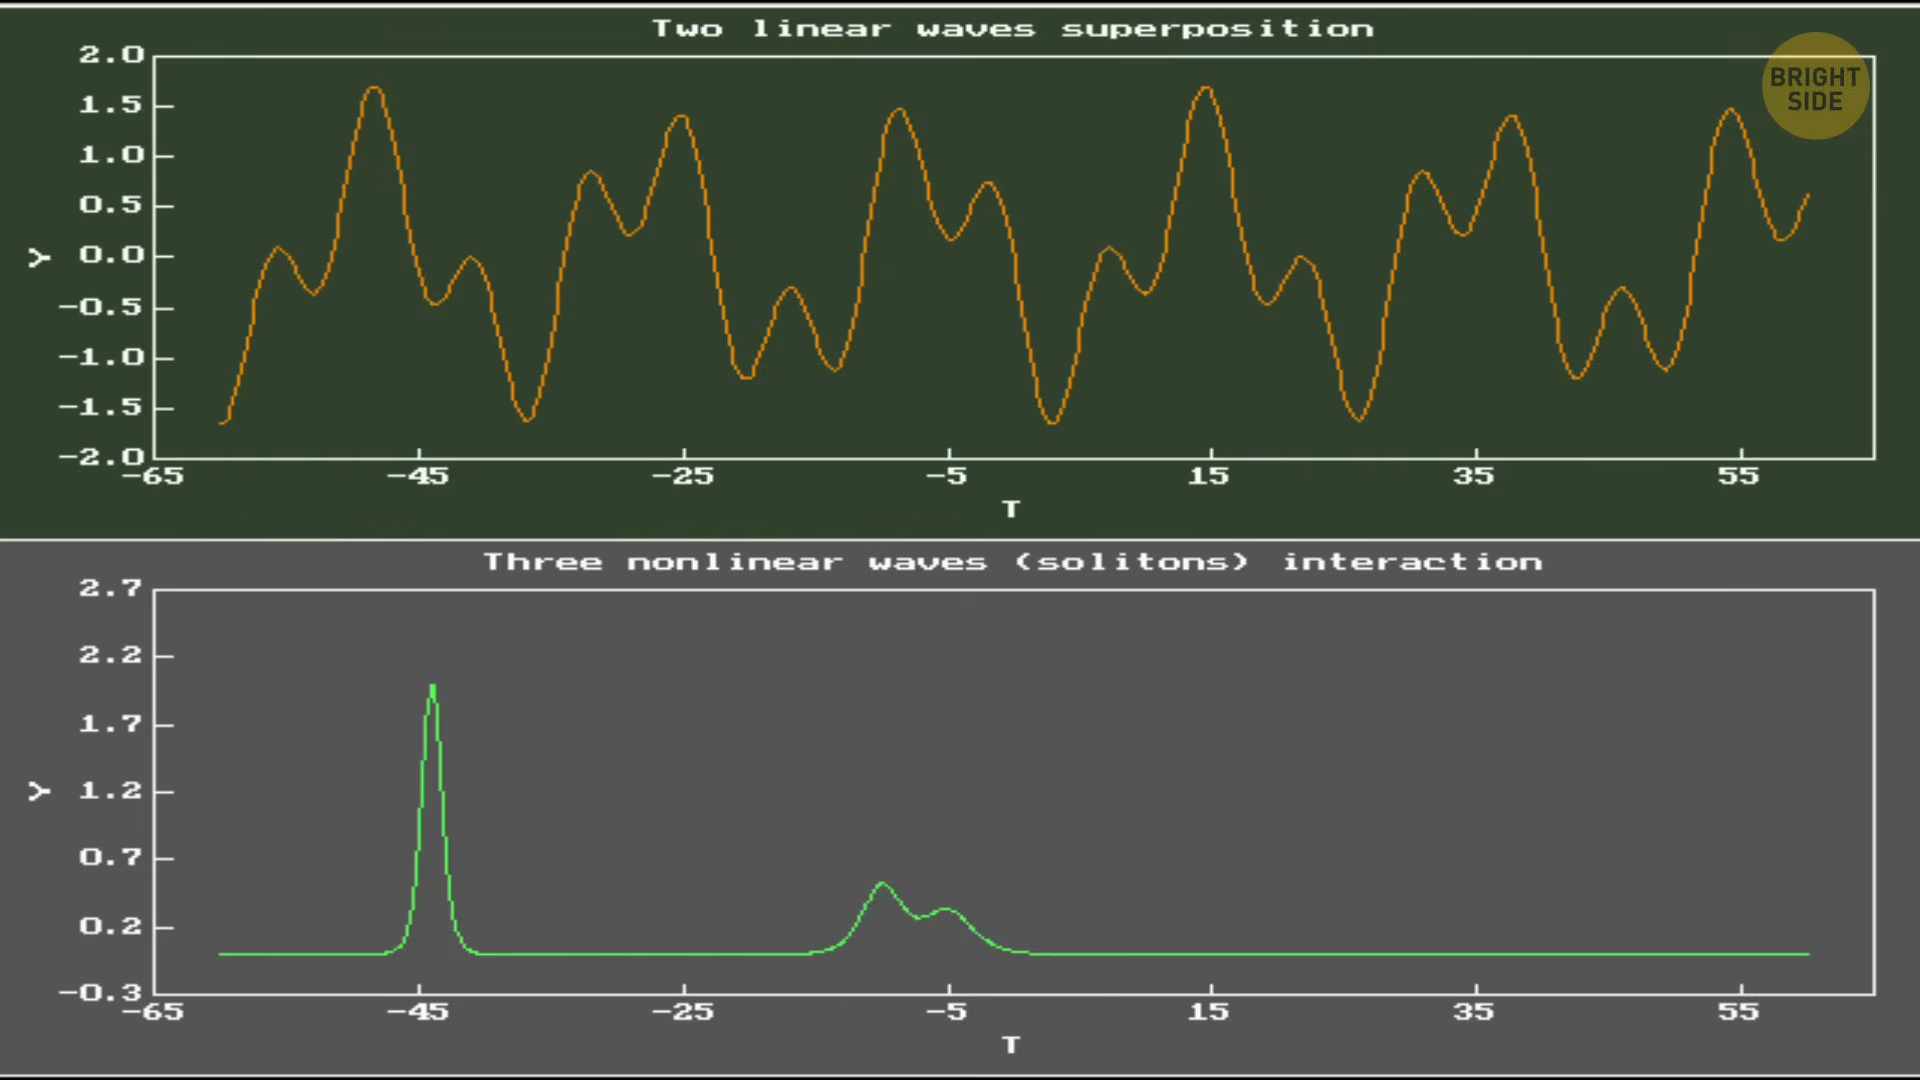 Two linear waves superposition
BRIGHT
SIDE
2.0
1.5
1.0
0.5
0.0
Y
-0.5
-1.0
-1.5
-2.0
-65 -45 -25 -5 15 35 55
T
Three nonlinear waves (solitons) interaction
2.7
2.2
1.7
Y 1.2
0.7
0.2
-0.3
-65 -45 -25 -5 15 35 55
T